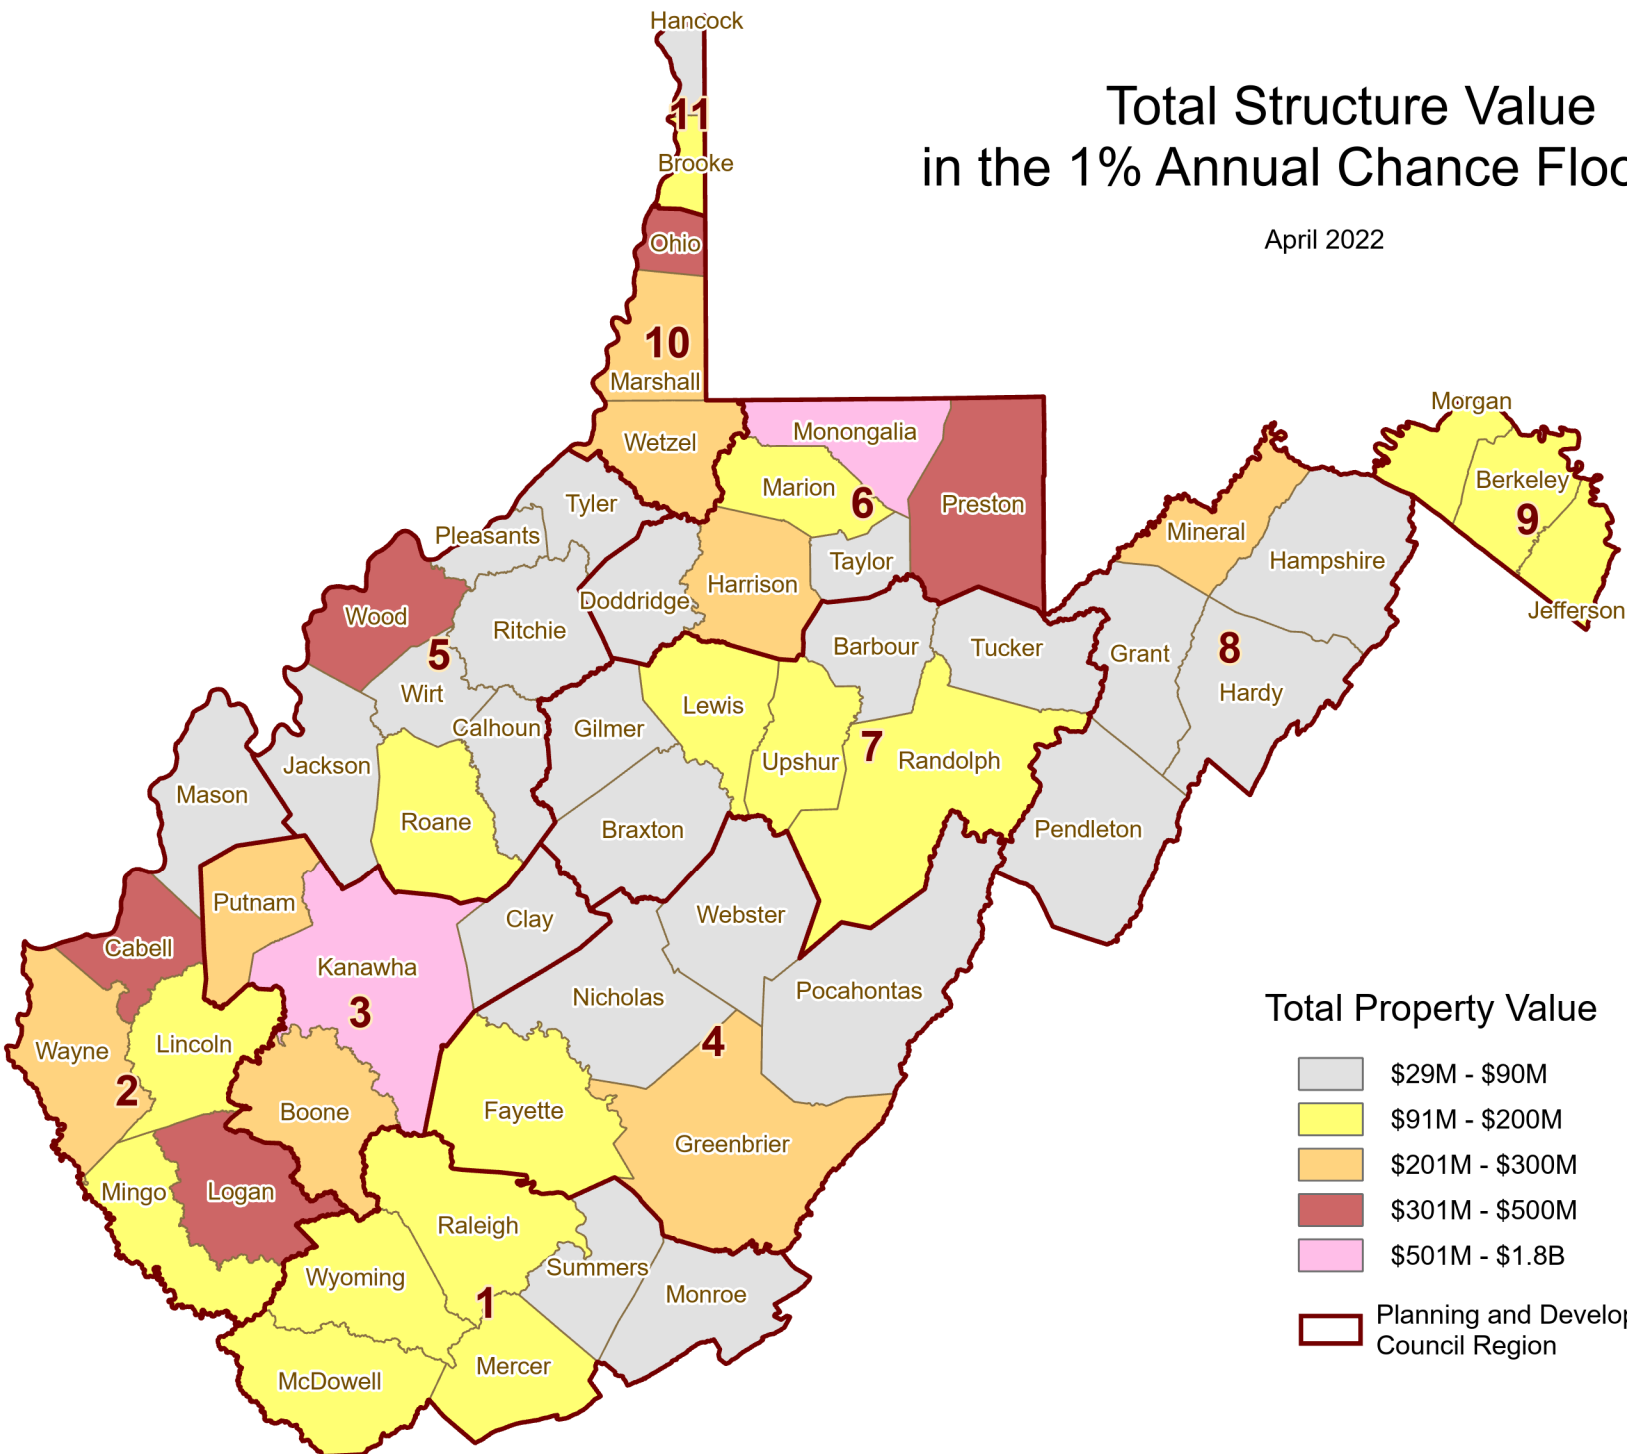 Hancock
Total Structure Value
11
in the 1% Annual Chance Floo
Brooke
Ohio
April 2022
10
Marshall
Morgan
Wetzel
Monongalia
Marion
6
Berkeley
Tyler
Preston
9
Pleasants
Mineral
Taylor
Hampshire
Harrison
Doddridge
Jefferson
Wood
Ritchie
5
Barbour
Tucker
Grant
8
Wirt
Hardy
Lewis
Calhoun
Gilmer
7
Jackson
Upshur
Randolph
Mason
Roane
Braxton
Pendleton
Putnam
Clay
Webster
Cabell
Kanawha
Nicholas
Pocahontas
3
Wayne
Lincoln
4
2
Boone
Fayette
Greenbrier
Mingo
Logan
Raleigh
Summers
Wyoming
1
Monroe
Mercer
McDowell
Total Property Value
$29M - $90M
$91M - $200M
$201M - $300M
$301M - $500M
$501M - $1.8B
Planning and Develop
Council Region